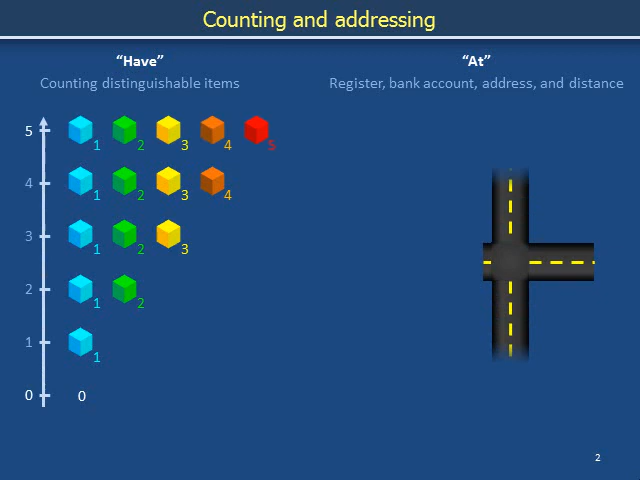 Counting and addressing
“Have”
Counting distinguishable items
“At”
Register, bank account, address, and distance
5 1 2 3 4 5
4 1 2 3 4
3 1 2 3
2 1 2
1 1
0 0
2